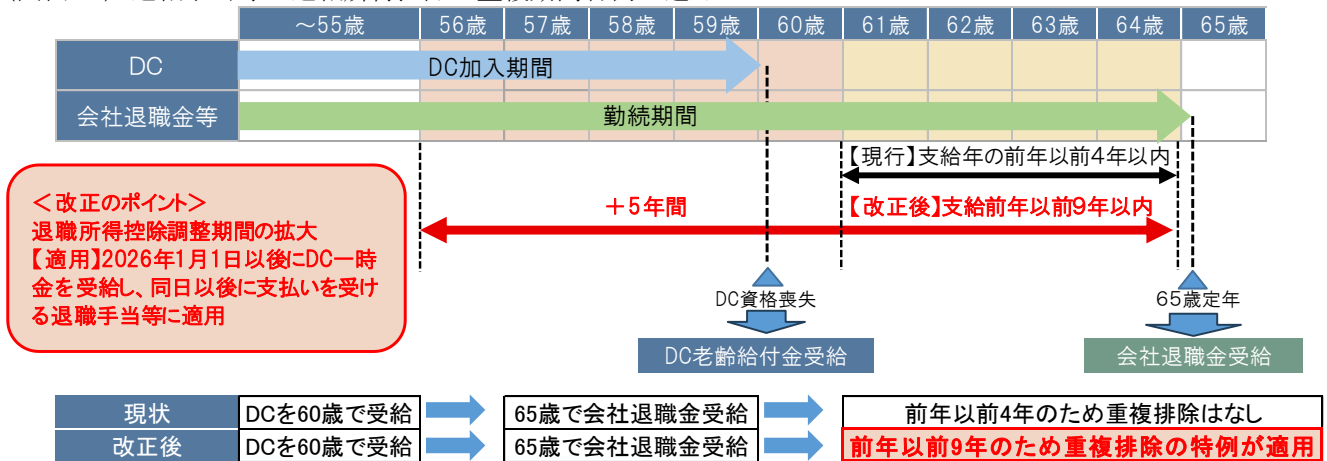 ～55歳 56歳 57歳 58歳 59歳 60歳 61歳 62歳 63歳 64歳 65歳
DC DC加入期間
会社退職金等 勤続期間
【現行】支給年の前年以前4年以内
＋5年間 【改正後】支給前年以前9年以内
＜改正のポイント＞
退職所得控除調整期間の拡大
【適用】2026年1月1日以後にDC一時
金を受給し、同日以後に支払いを受け
る退職手当等に適用
DC資格喪失 65歳定年
DC老齢給付金受給 会社退職金受給
現状 DCを60歳で受給 65歳で会社退職金受給 前年以前4年のため重複排除はなし
改正後 DCを60歳で受給 65歳で会社退職金受給 前年以前9年のため重複排除の特例が適用